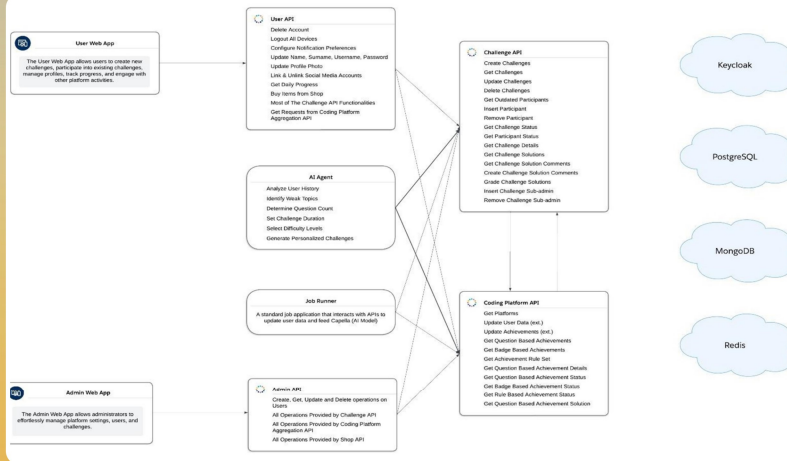 User Web App
The User Web App allows users to create new
challenges, participate into existing challenges,
manage profiles, track progress, and engage with
other platform activities.
User API
Delete Account
Logout All Devices
Configure Notification Preferences
Update Name, Surname, Username, Password
Update Profile Photo
Link & Unlink Social Media Accounts
Get Daily Progress
Buy Items from Shop
Most of The Challenge API Functionalities
Get Requests from Coding Platform
Aggregation API
AI Agent
Analyze User History
Identify Weak Topics
Determine Question Count
Set Challenge Duration
Select Difficulty Levels
Generate Personalized Challenges
Job Runner
A standard job application that interacts with APIs to
update user data and feed Capella (AI Model)
Admin Web App
The Admin Web App allows administrators to
effortlessly manage platform settings, users, and
challenges.
Admin API
Create, Get, Update and Delete operations on
Users
All Operations Provided by Challenge API
All Operations Provided by Coding Platform
Aggregation API
All Operations Provided by Shop API
Challenge API
Create Challenges
Get Challenges
Update Challenges
Delete Challenges
Get Outdated Participants
Insert Participant
Remove Participant
Get Challenge Status
Get Participant Status
Get Challenge Details
Get Challenge Solutions
Get Challenge Solution Comments
Create Challenge Solution Comments
Grade Challenge Solutions
Insert Challenge Sub-admin
Remove Challenge Sub-admin
Coding Platform API
Get Platforms
Update User Data (ext.)
Update Achievements (ext.)
Get Question Based Achievements
Get Badge Based Achievements
Get Achievement Rule Set
Get Question Based Achievement Details
Get Question Based Achievement Status
Get Badge Based Achievement Status
Get Rule Based Achievement Status
Get Question Based Achievement Solution
Keycloak
PostgreSQL
MongoDB
Redis